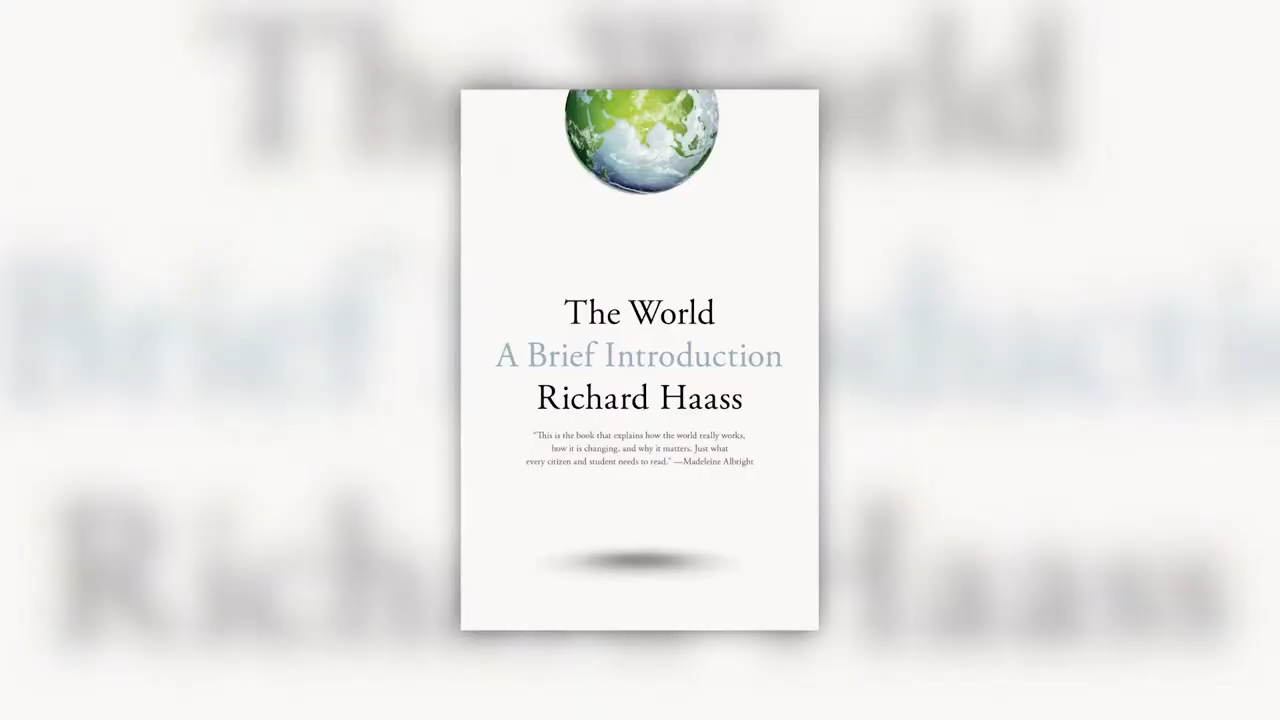 The World
A Brief Introduction
Richard Haass
"This is the book that explains how the world really works,
how it is changing, and why it matters. Just what
every citizen and student needs to read." —Madeleine Albright